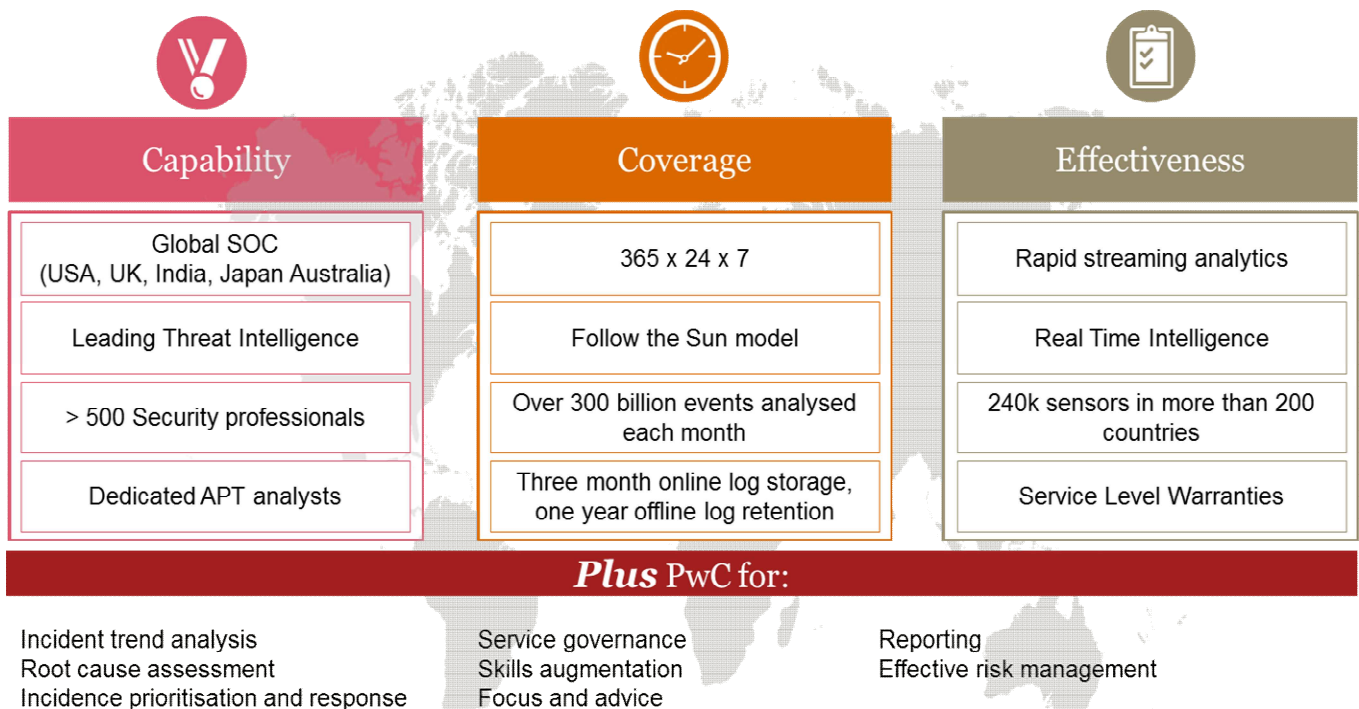 Capability
Global SOC
(USA, UK, India, Japan Australia)
Leading Threat Intelligence
> 500 Security professionals
Dedicated APT analysts
Coverage
365 x 24 x 7
Follow the Sun model
Over 300 billion events analysed
each month
Three month online log storage,
one year offline log retention
Effectiveness
Rapid streaming analytics
Real Time Intelligence
240k sensors in more than 200
countries
Service Level Warranties
Plus PwC for:
Incident trend analysis
Root cause assessment
Incidence prioritisation and response
Service governance
Skills augmentation
Focus and advice
Reporting
Effective risk management